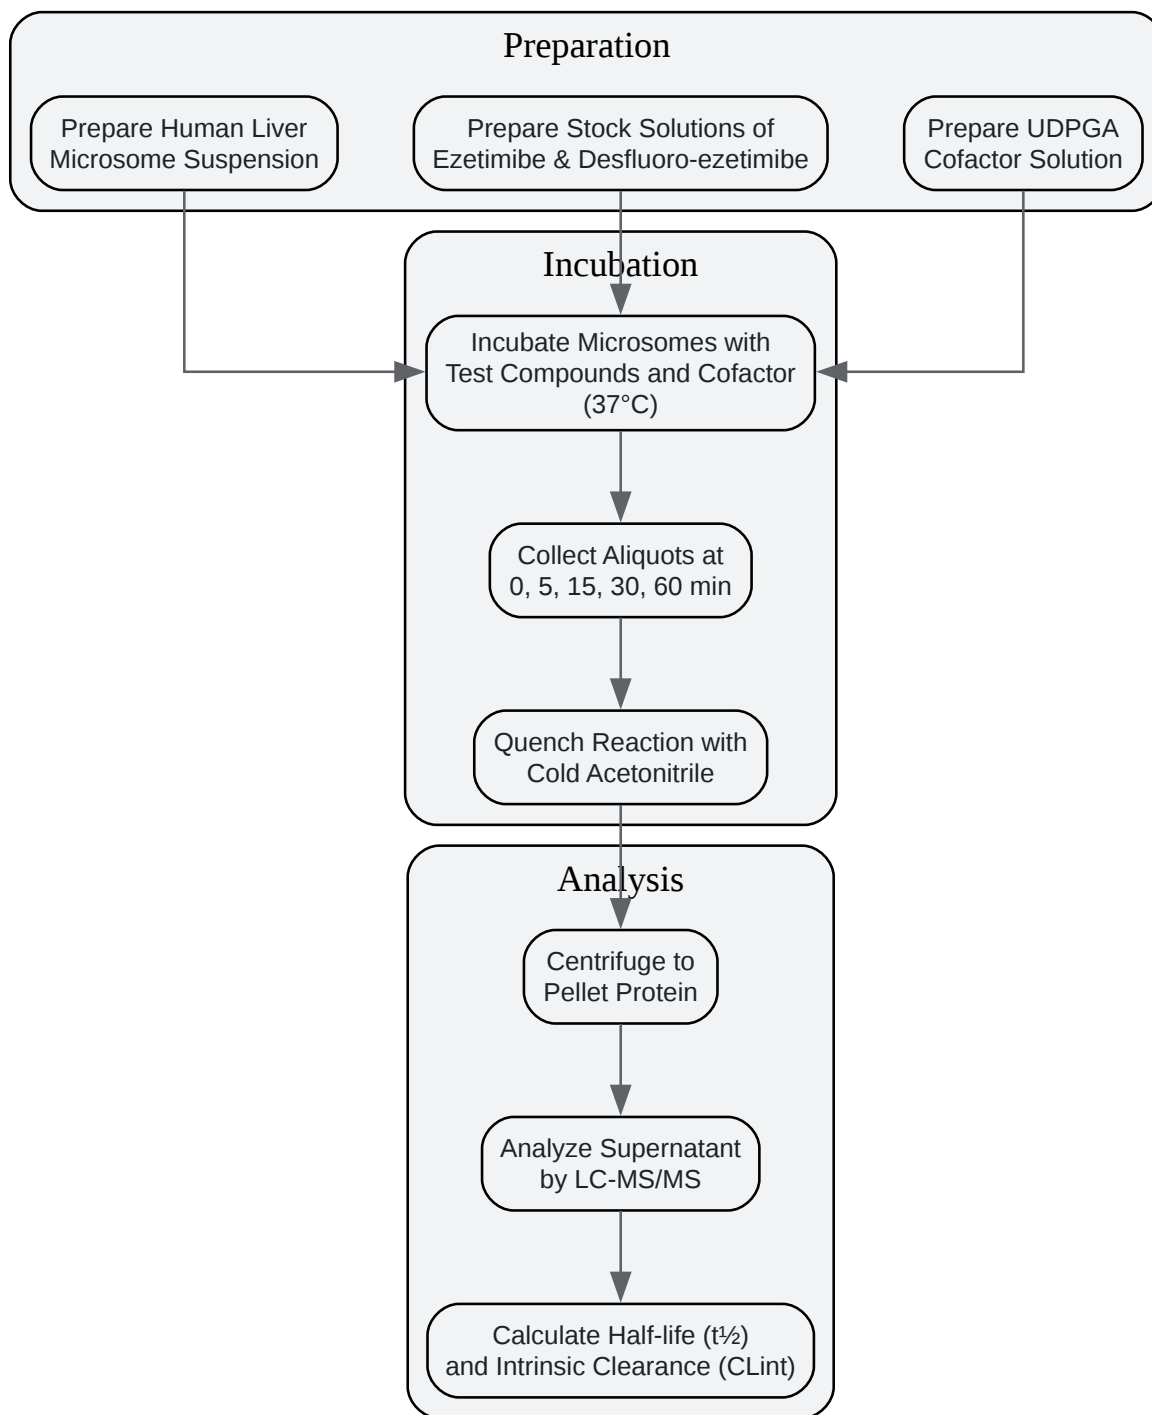 Preparation
Prepare Human Liver
Microsome Suspension
Prepare Stock Solutions of
Ezetimibe & Desfluoro-ezetimibe
Prepare UDPGA
Cofactor Solution
Incubation
Incubate Microsomes with
Test Compounds and Cofactor
(37°C)
Collect Aliquots at
0, 5, 15, 30, 60 min
Quench Reaction with
Cold Acetonitrile
Analysis
Centrifuge to
Pellet Protein
Analyze Supernatant
by LC-MS/MS
Calculate Half-life (t½)
and Intrinsic Clearance (CLint)